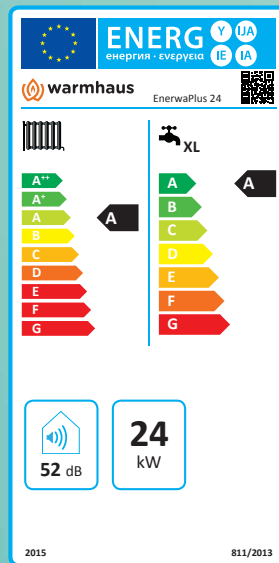 ENERG Y IJA
енергия · ενεργεια IE IA
warmhaus EnerwaPlus 24
XL
A++
A+
A
B
C
D
E
F
G
A
A
B
C
D
E
F
G
A
52 dB
24
kW
2015 811/2013